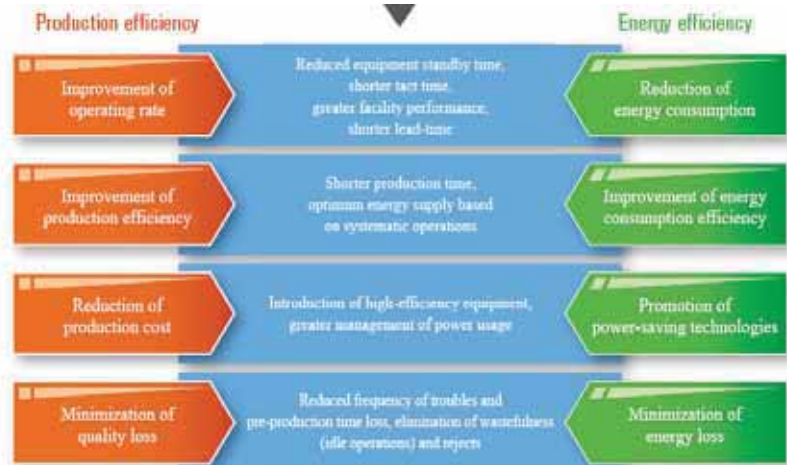 Production efficiency
Energy efficiency
Improvement of
operating rate
Reduced equipment standby time,
shorter tact time,
greater facility performance,
shorter lead-time
Reduction of
energy consumption
Improvement of
production efficiency
Shorter production time,
optimum energy supply based
on systematic operations
Improvement of energy
consumption efficiency
Reduction of
production cost
Introduction of high-efficiency equipment,
greater management of power usage
Promotion of
power-saving technologies
Minimization of
quality loss
Reduced frequency of troubles and
pre-production time loss, elimination of wastefulness
(idle operations) and rejects
Minimization of
energy loss